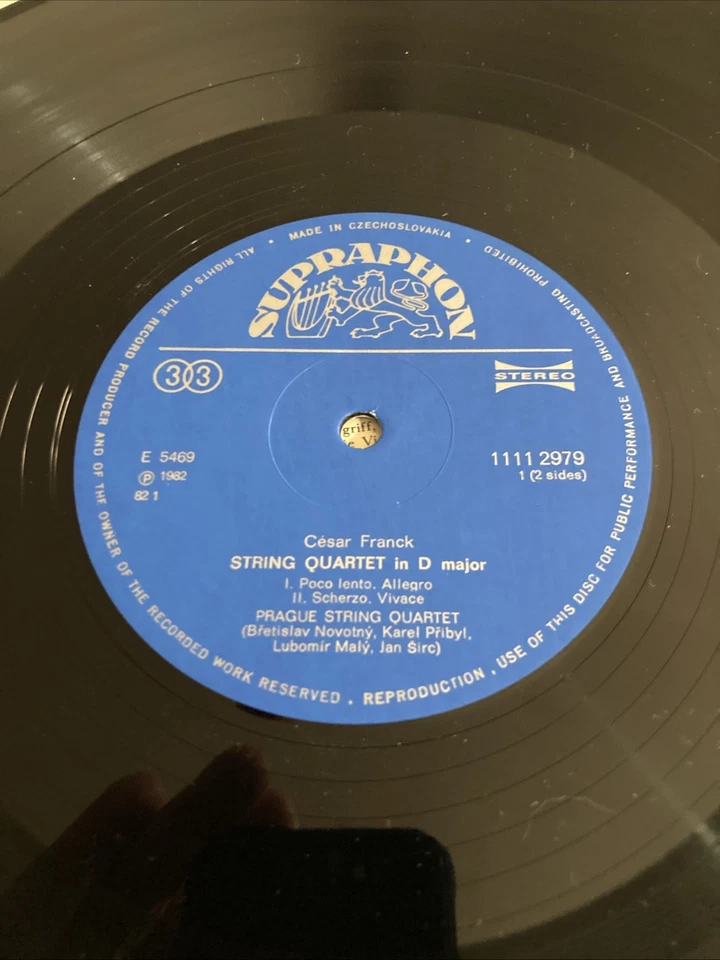 MADE IN CZECHOSLOVAKIA
SUPRAPHON
33
STEREO
griff,
Vi
E 5469
1111 2979
Ⓟ 1982
1 (2 sides)
82 1
César Franck
STRING QUARTET in D major
I. Poco lento. Allegro
II. Scherzo. Vivace
PRAGUE STRING QUARTET
(Břetislav Novotný, Karel Přibyl,
Lubomír Malý, Jan Širc)
ALL RIGHTS OF THE RECORD PRODUCER AND OF THE OWNER OF THE RECORDED WORK RESERVED . REPRODUCTION , USE OF THIS DISC FOR PUBLIC PERFORMANCE AND BROADCASTING PROHIBITED